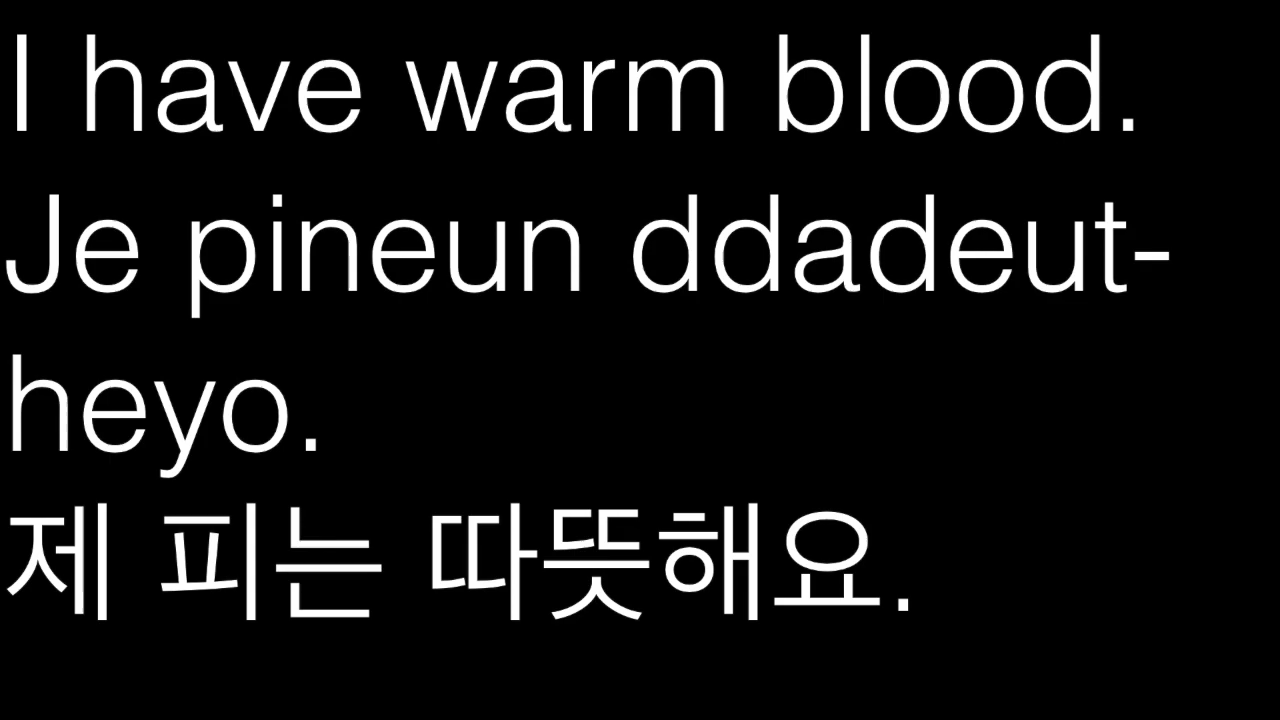 I have warm blood.
Je pineun ddadeut-
heyo.
제 피는 따뜻해요.